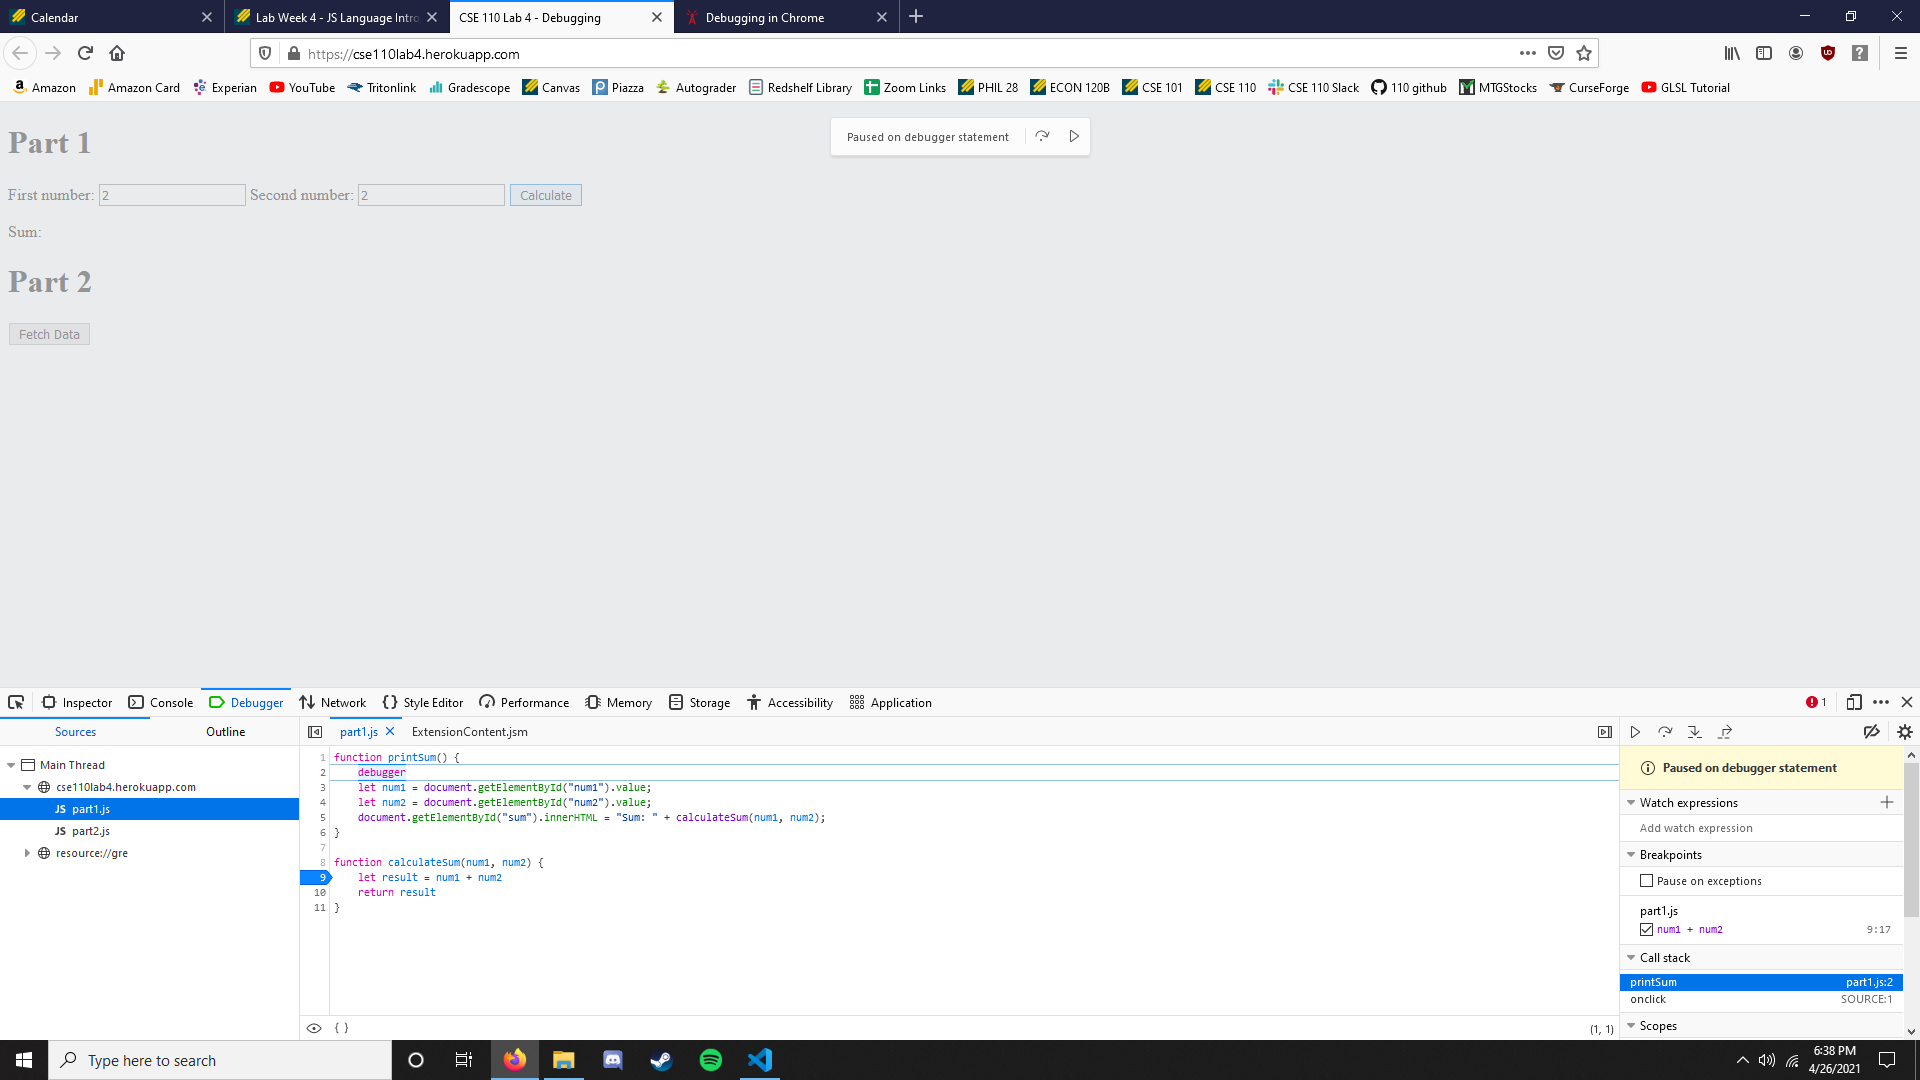 Calendar
Lab Week 4 - JS Language Intro
CSE 110 Lab 4 - Debugging
Debugging in Chrome
https://cse110lab4.herokuapp.com
Amazon Amazon Card Experian YouTube Tritonlink Gradescope Canvas Piazza Autograder Redshelf Library Zoom Links PHIL 28 ECON 120B CSE 101 CSE 110 CSE 110 Slack 110 github MTGStocks CurseForge GLSL Tutorial
Part 1
Paused on debugger statement
First number: 2 Second number: 2 Calculate
Sum:
Part 2
Fetch Data
Inspector Console Debugger Network Style Editor Performance Memory Storage Accessibility Application 1
Sources Outline
Main Thread
cse110lab4.herokuapp.com
JS part1.js
JS part2.js
resource://gre
part1.js ExtensionContent.jsm
1 function printSum() {
2 debugger
3 let num1 = document.getElementById("num1").value;
4 let num2 = document.getElementById("num2").value;
5 document.getElementById("sum").innerHTML = "Sum: " + calculateSum(num1, num2);
6 }
7
8 function calculateSum(num1, num2) {
9 let result = num1 + num2
10 return result
11 }
{ } (1, 1)
Paused on debugger statement
Watch expressions
Add watch expression
Breakpoints
Pause on exceptions
part1.js
num1 + num2 9:17
Call stack
printSum part1.js:2
onclick SOURCE:1
Scopes
Type here to search
6:38 PM
4/26/2021